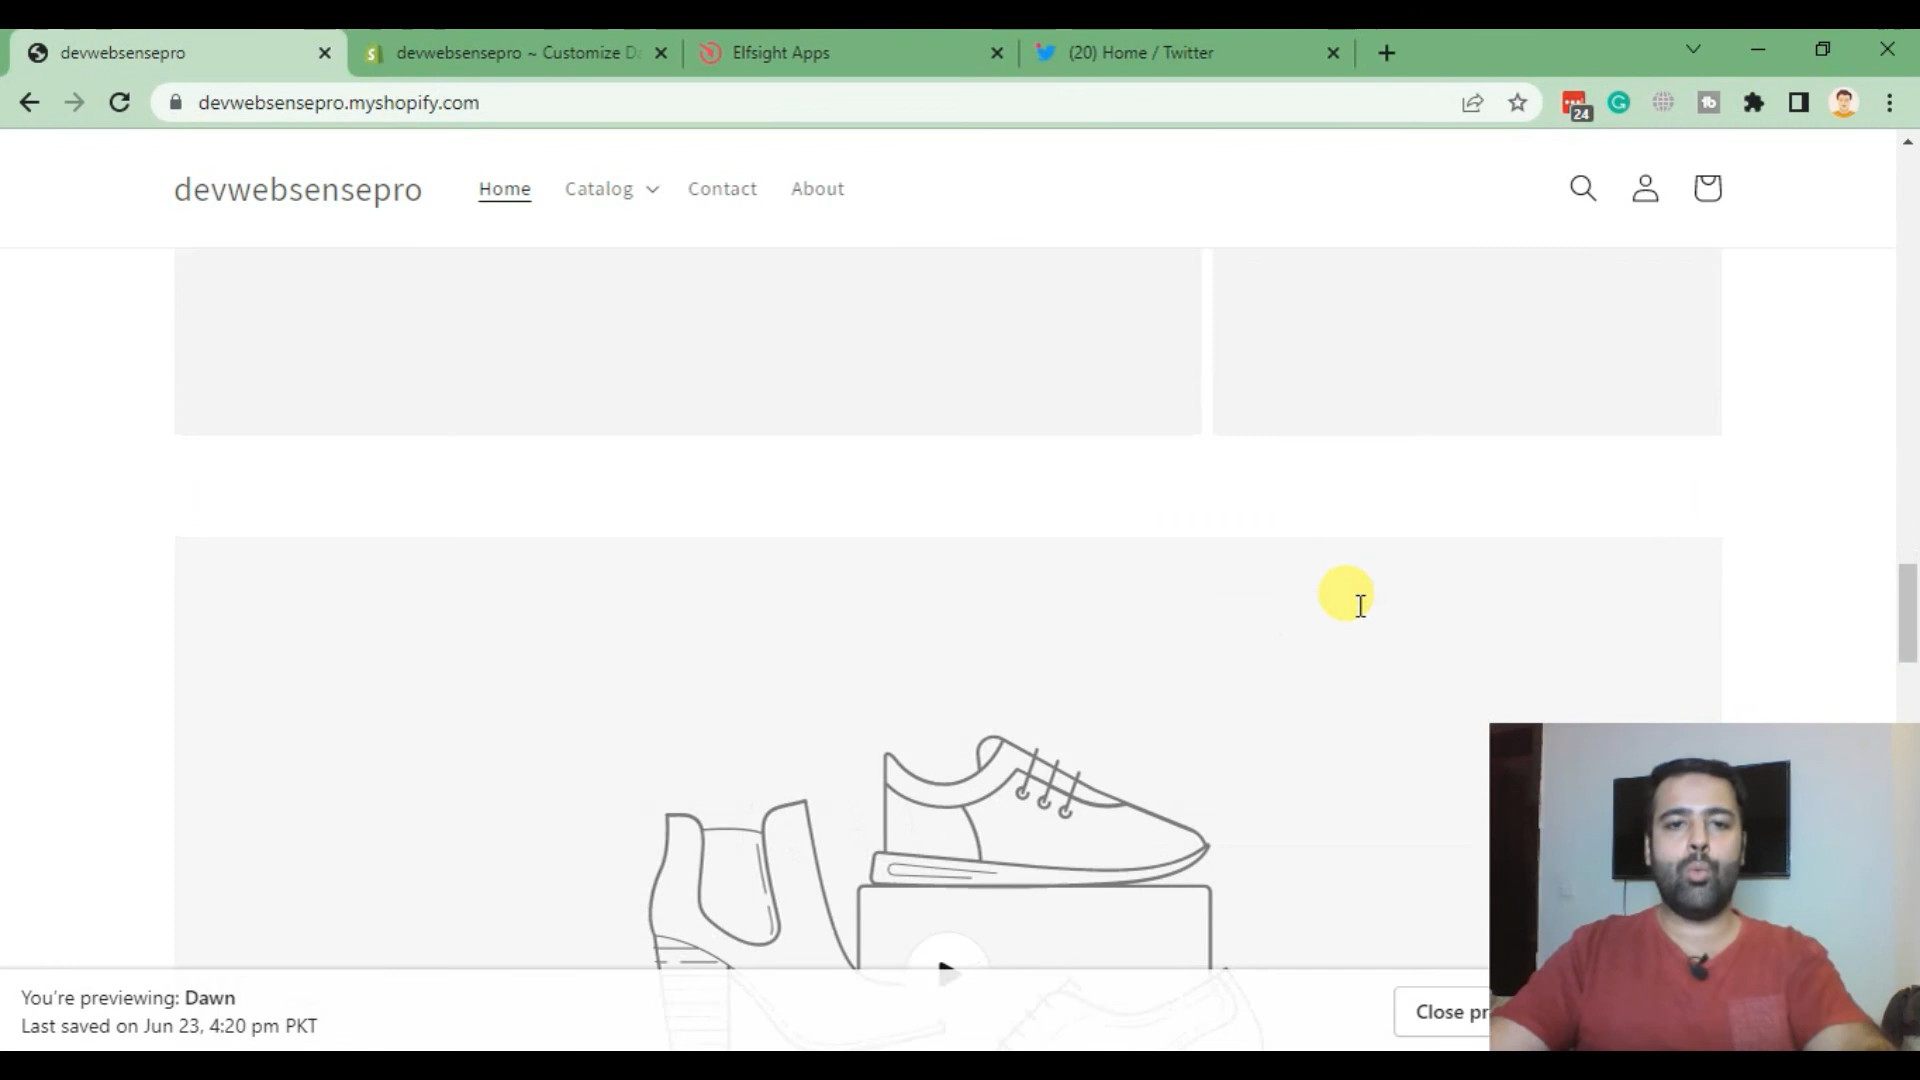 devwebsensepro
devwebsensepro ~ Customize D
Elfsight Apps
(20) Home / Twitter
devwebsensepro.myshopify.com
24
devwebsensepro
Home
Catalog
Contact
About
You're previewing: Dawn
Last saved on Jun 23, 4:20 pm PKT
Close pr